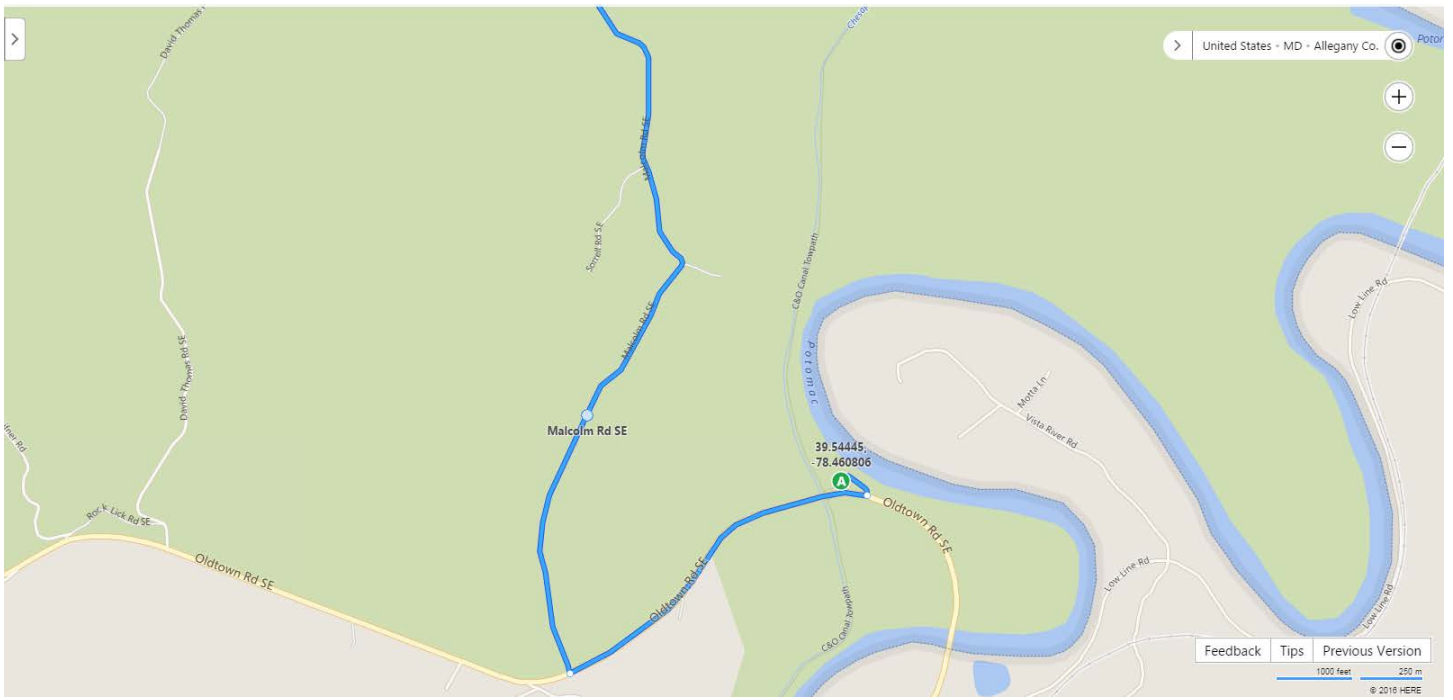 David Thomas R
Chesap
Potom
United States · MD · Allegany Co.
Malcolm Rd SE
Sorrell Rd SE
C&O Canal Towpath
Low Line Rd
Malcolm Rd SE
David Thomas Rd SE
Potomac
Motta Ln
Vista River Rd
Malcolm Rd SE
39.54445,
-78.460806
A
Rock Lick Rd SE
Oldtown Rd SE
Oldtown Rd SE
Oldtown Rd SE
Low Line Rd
Low Line Rd
C&O Canal Towpath
Feedback
Tips
Previous Version
1000 feet
250 m
© 2016 HERE